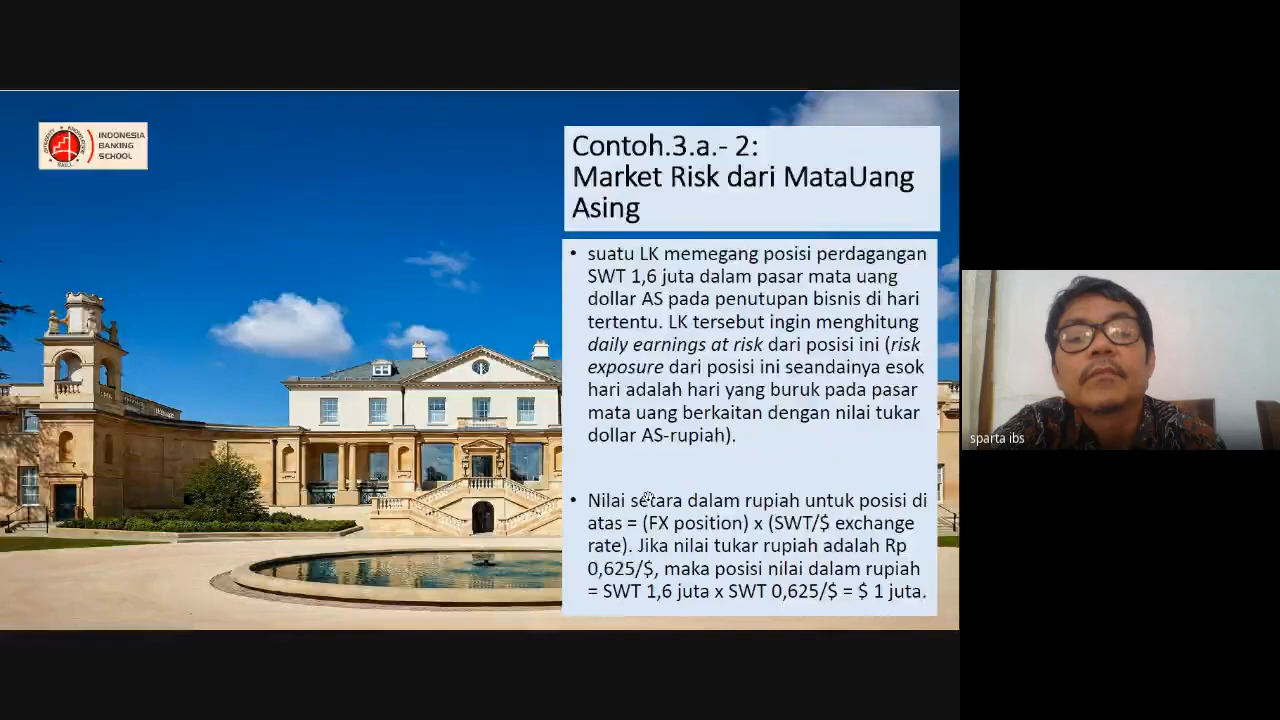 INDONESIA
BANKING
SCHOOL
Contoh.3.a.- 2:
Market Risk dari MataUang
Asing
• suatu LK memegang posisi perdagangan
SWT 1,6 juta dalam pasar mata uang
dollar AS pada penutupan bisnis di hari
tertentu. LK tersebut ingin menghitung
daily earnings at risk dari posisi ini (risk
exposure dari posisi ini seandainya esok
hari adalah hari yang buruk pada pasar
mata uang berkaitan dengan nilai tukar
dollar AS-rupiah).
• Nilai setara dalam rupiah untuk posisi di
atas = (FX position) x (SWT/$ exchange
rate). Jika nilai tukar rupiah adalah Rp
0,625/$, maka posisi nilai dalam rupiah
= SWT 1,6 juta x SWT 0,625/$ = $ 1 juta.
sparta ibs